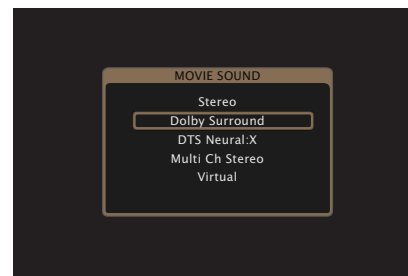 MOVIE SOUND
Stereo
Dolby Surround
DTS Neural:X
Multi Ch Stereo
Virtual